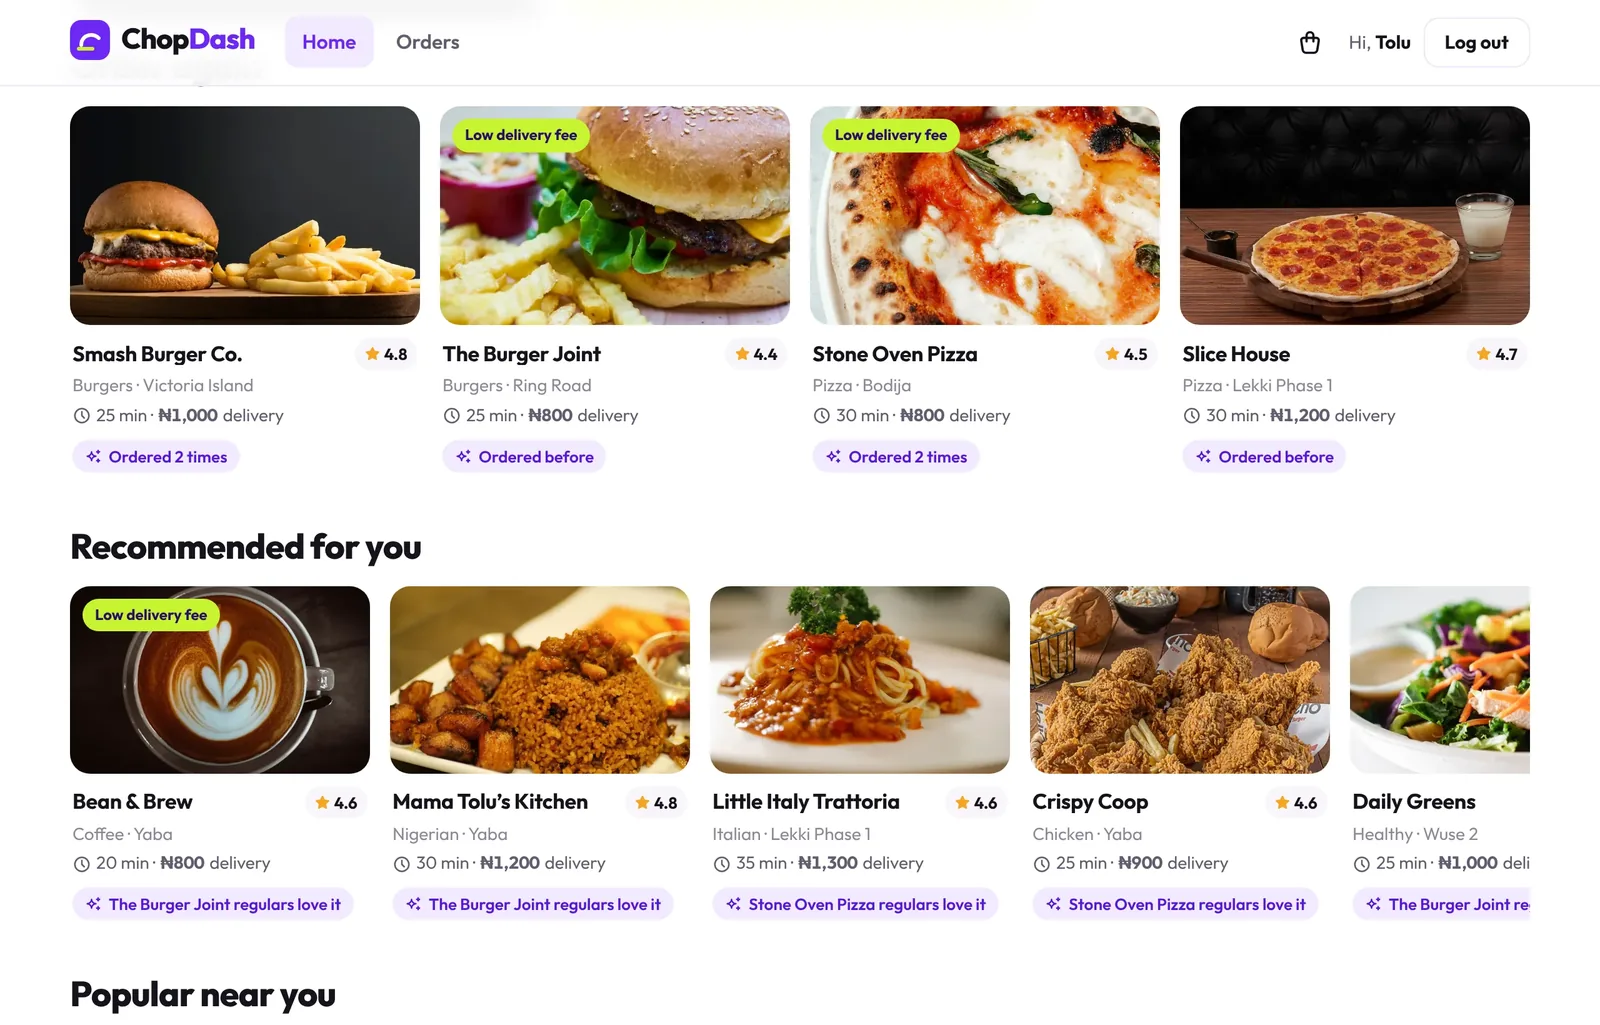 ChopDash
Home
Orders
Hi, Tolu
Log out
Low delivery fee
Low delivery fee
Smash Burger Co.
4.8
Burgers · Victoria Island
25 min · ₦1,000 delivery
Ordered 2 times
The Burger Joint
4.4
Burgers · Ring Road
25 min · ₦800 delivery
Ordered before
Stone Oven Pizza
4.5
Pizza · Bodija
30 min · ₦800 delivery
Ordered 2 times
Slice House
4.7
Pizza · Lekki Phase 1
30 min · ₦1,200 delivery
Ordered before
Recommended for you
Low delivery fee
Bean & Brew
4.6
Coffee · Yaba
20 min · ₦800 delivery
The Burger Joint regulars love it
Mama Tolu’s Kitchen
4.8
Nigerian · Yaba
30 min · ₦1,200 delivery
The Burger Joint regulars love it
Little Italy Trattoria
4.6
Italian · Lekki Phase 1
35 min · ₦1,300 delivery
Stone Oven Pizza regulars love it
Crispy Coop
4.6
Chicken · Yaba
25 min · ₦900 delivery
Stone Oven Pizza regulars love it
Daily Greens
Healthy · Wuse 2
25 min · ₦1,000 deli
The Burger Joint re
Popular near you